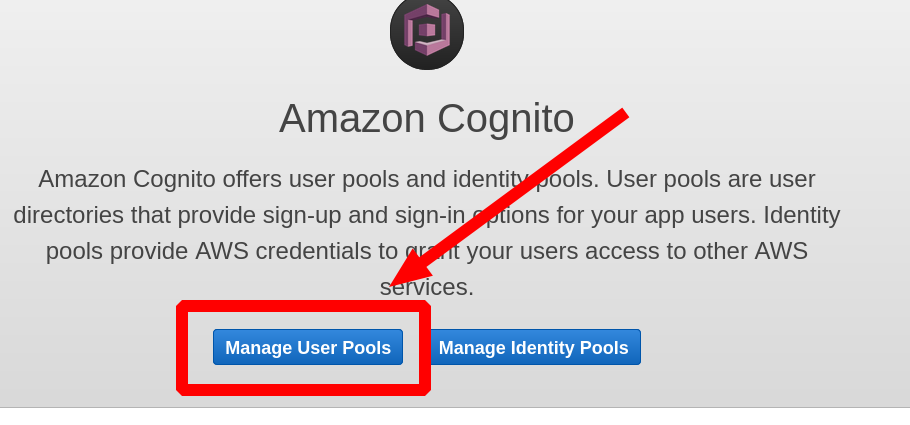 Amazon Cognito
Amazon Cognito offers user pools and identity pools. User pools are user
directories that provide sign-up and sign-in options for your app users. Identity
pools provide AWS credentials to grant your users access to other AWS
services.
Manage User Pools
Manage Identity Pools